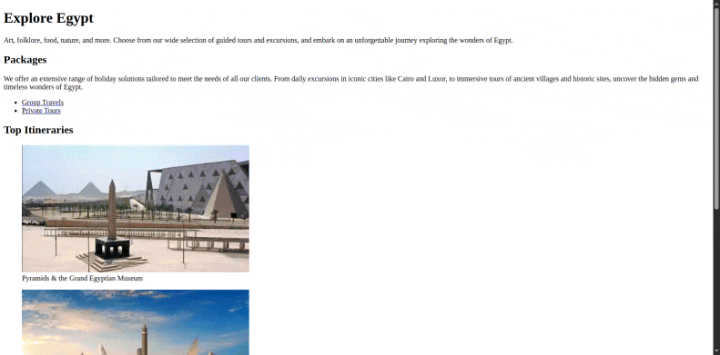 Explore Egypt
Art, folklore, food, nature, and more. Choose from our wide selection of guided tours and excursions, and embark on an unforgettable journey exploring the wonders of Egypt.
Packages
We offer an extensive range of holiday solutions tailored to meet the needs of all our clients. From daily excursions in iconic cities like Cairo and Luxor, to immersive tours of ancient villages and historic sites, uncover the hidden gems and
timeless wonders of Egypt.
Group Travels
Private Tours
Top Itineraries
Pyramids & the Grand Egyptian Museum